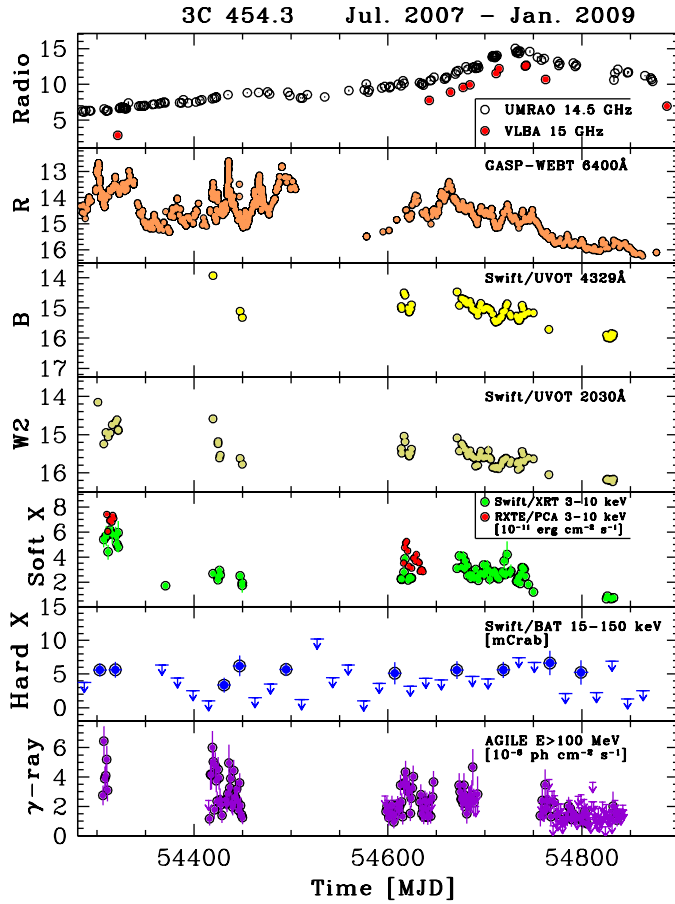 3C 454.3 Jul. 2007 - Jan. 2009
15
10
5
Radio
UMRAO 14.5 GHz
VLBA 15 GHz
13
14
15
16
R
GASP-WEBT 6400Å
14
15
16
17
B
Swift/UVOT 4329Å
14
15
16
W2
Swift/UVOT 2030Å
8
6
4
2
Soft X
Swift/XRT 3-10 keV
RXTE/PCA 3-10 keV
[10⁻¹¹ erg cm⁻² s⁻¹]
15
10
5
0
Hard X
Swift/BAT 15-150 keV
[mCrab]
6
4
2
0
γ-ray
AGILE E>100 MeV
[10⁻⁶ ph cm⁻² s⁻¹]
54400 54600 54800
Time [MJD]